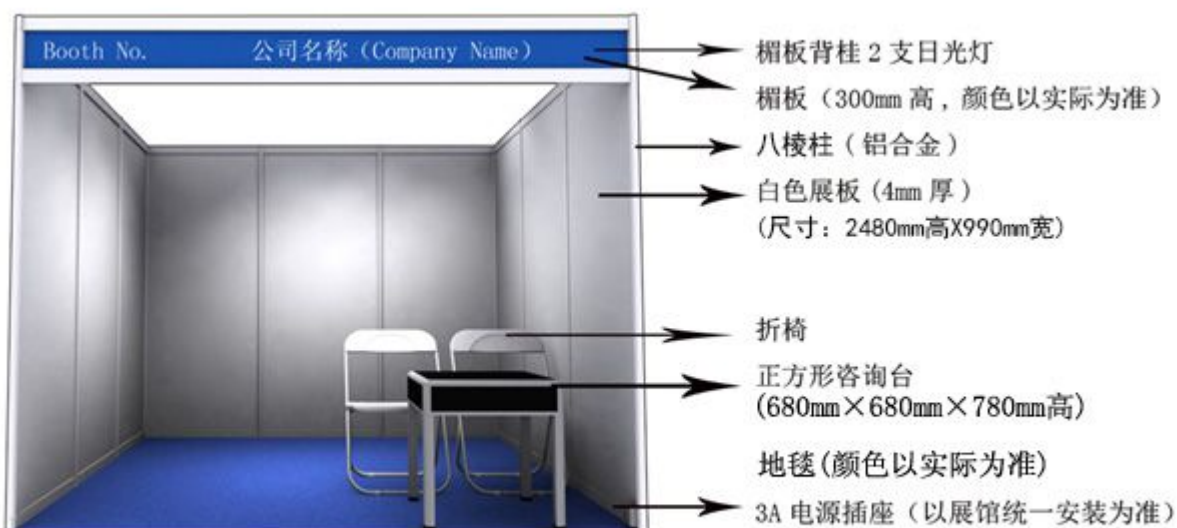 Booth No. 公司名称（Company Name）
楣板背桂 2 支日光灯
楣板（300mm 高，颜色以实际为准）
八棱柱（铝合金）
白色展板 (4mm 厚）
(尺寸：2480mm高X990mm宽)
折椅
正方形咨询台
(680mm×680mm×780mm高)
地毯(颜色以实际为准)
3A 电源插座（以展馆统一安装为准）